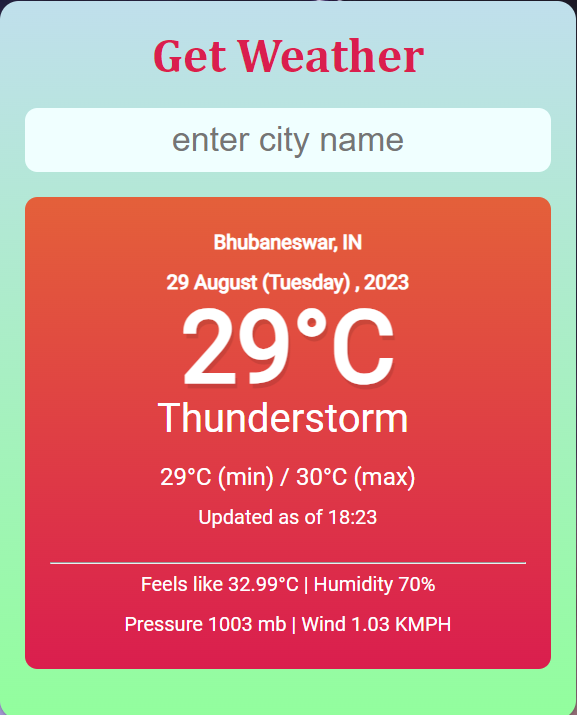 Get Weather
enter city name
Bhubaneswar, IN
29 August (Tuesday) , 2023
29°C
Thunderstorm
29°C (min) / 30°C (max)
Updated as of 18:23
Feels like 32.99°C | Humidity 70%
Pressure 1003 mb | Wind 1.03 KMPH